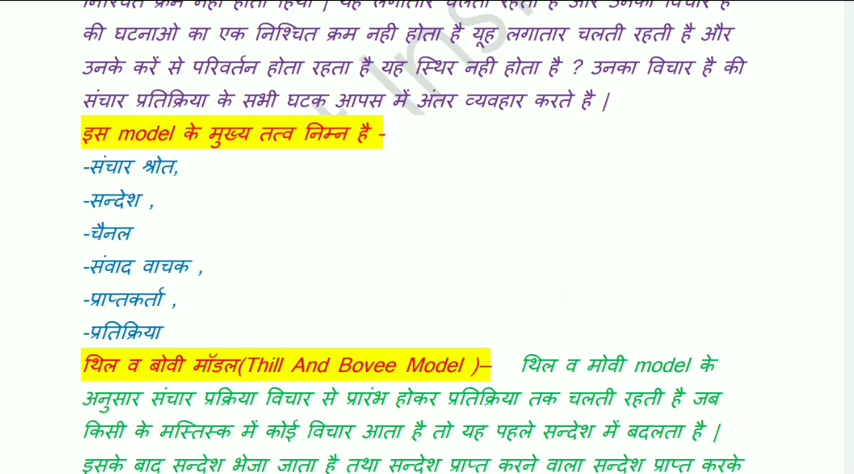 की घटनाओ का एक निश्चित क्रम नही होता है यूह लगातार चलती रहती है और
उनके करें से परिवर्तन होता रहता है यह स्थिर नही होता है ? उनका विचार है की
संचार प्रतिक्रिया के सभी घटक आपस में अंतर व्यवहार करते है |
इस model के मुख्य तत्व निम्न है -
-संचार श्रोत,
-सन्देश ,
-चैनल
-संवाद वाचक ,
-प्राप्तकर्ता ,
-प्रतिक्रिया
थिल व बोवी मॉडल(Thill And Bovee Model )– थिल व मोवी model के
अनुसार संचार प्रक्रिया विचार से प्रारंभ होकर प्रतिक्रिया तक चलती रहती है जब
किसी के मस्तिस्क में कोई विचार आता है तो यह पहले सन्देश में बदलता है |
इसके बाद सन्देश भेजा जाता है तथा सन्देश प्राप्त करने वाला सन्देश प्राप्त करके